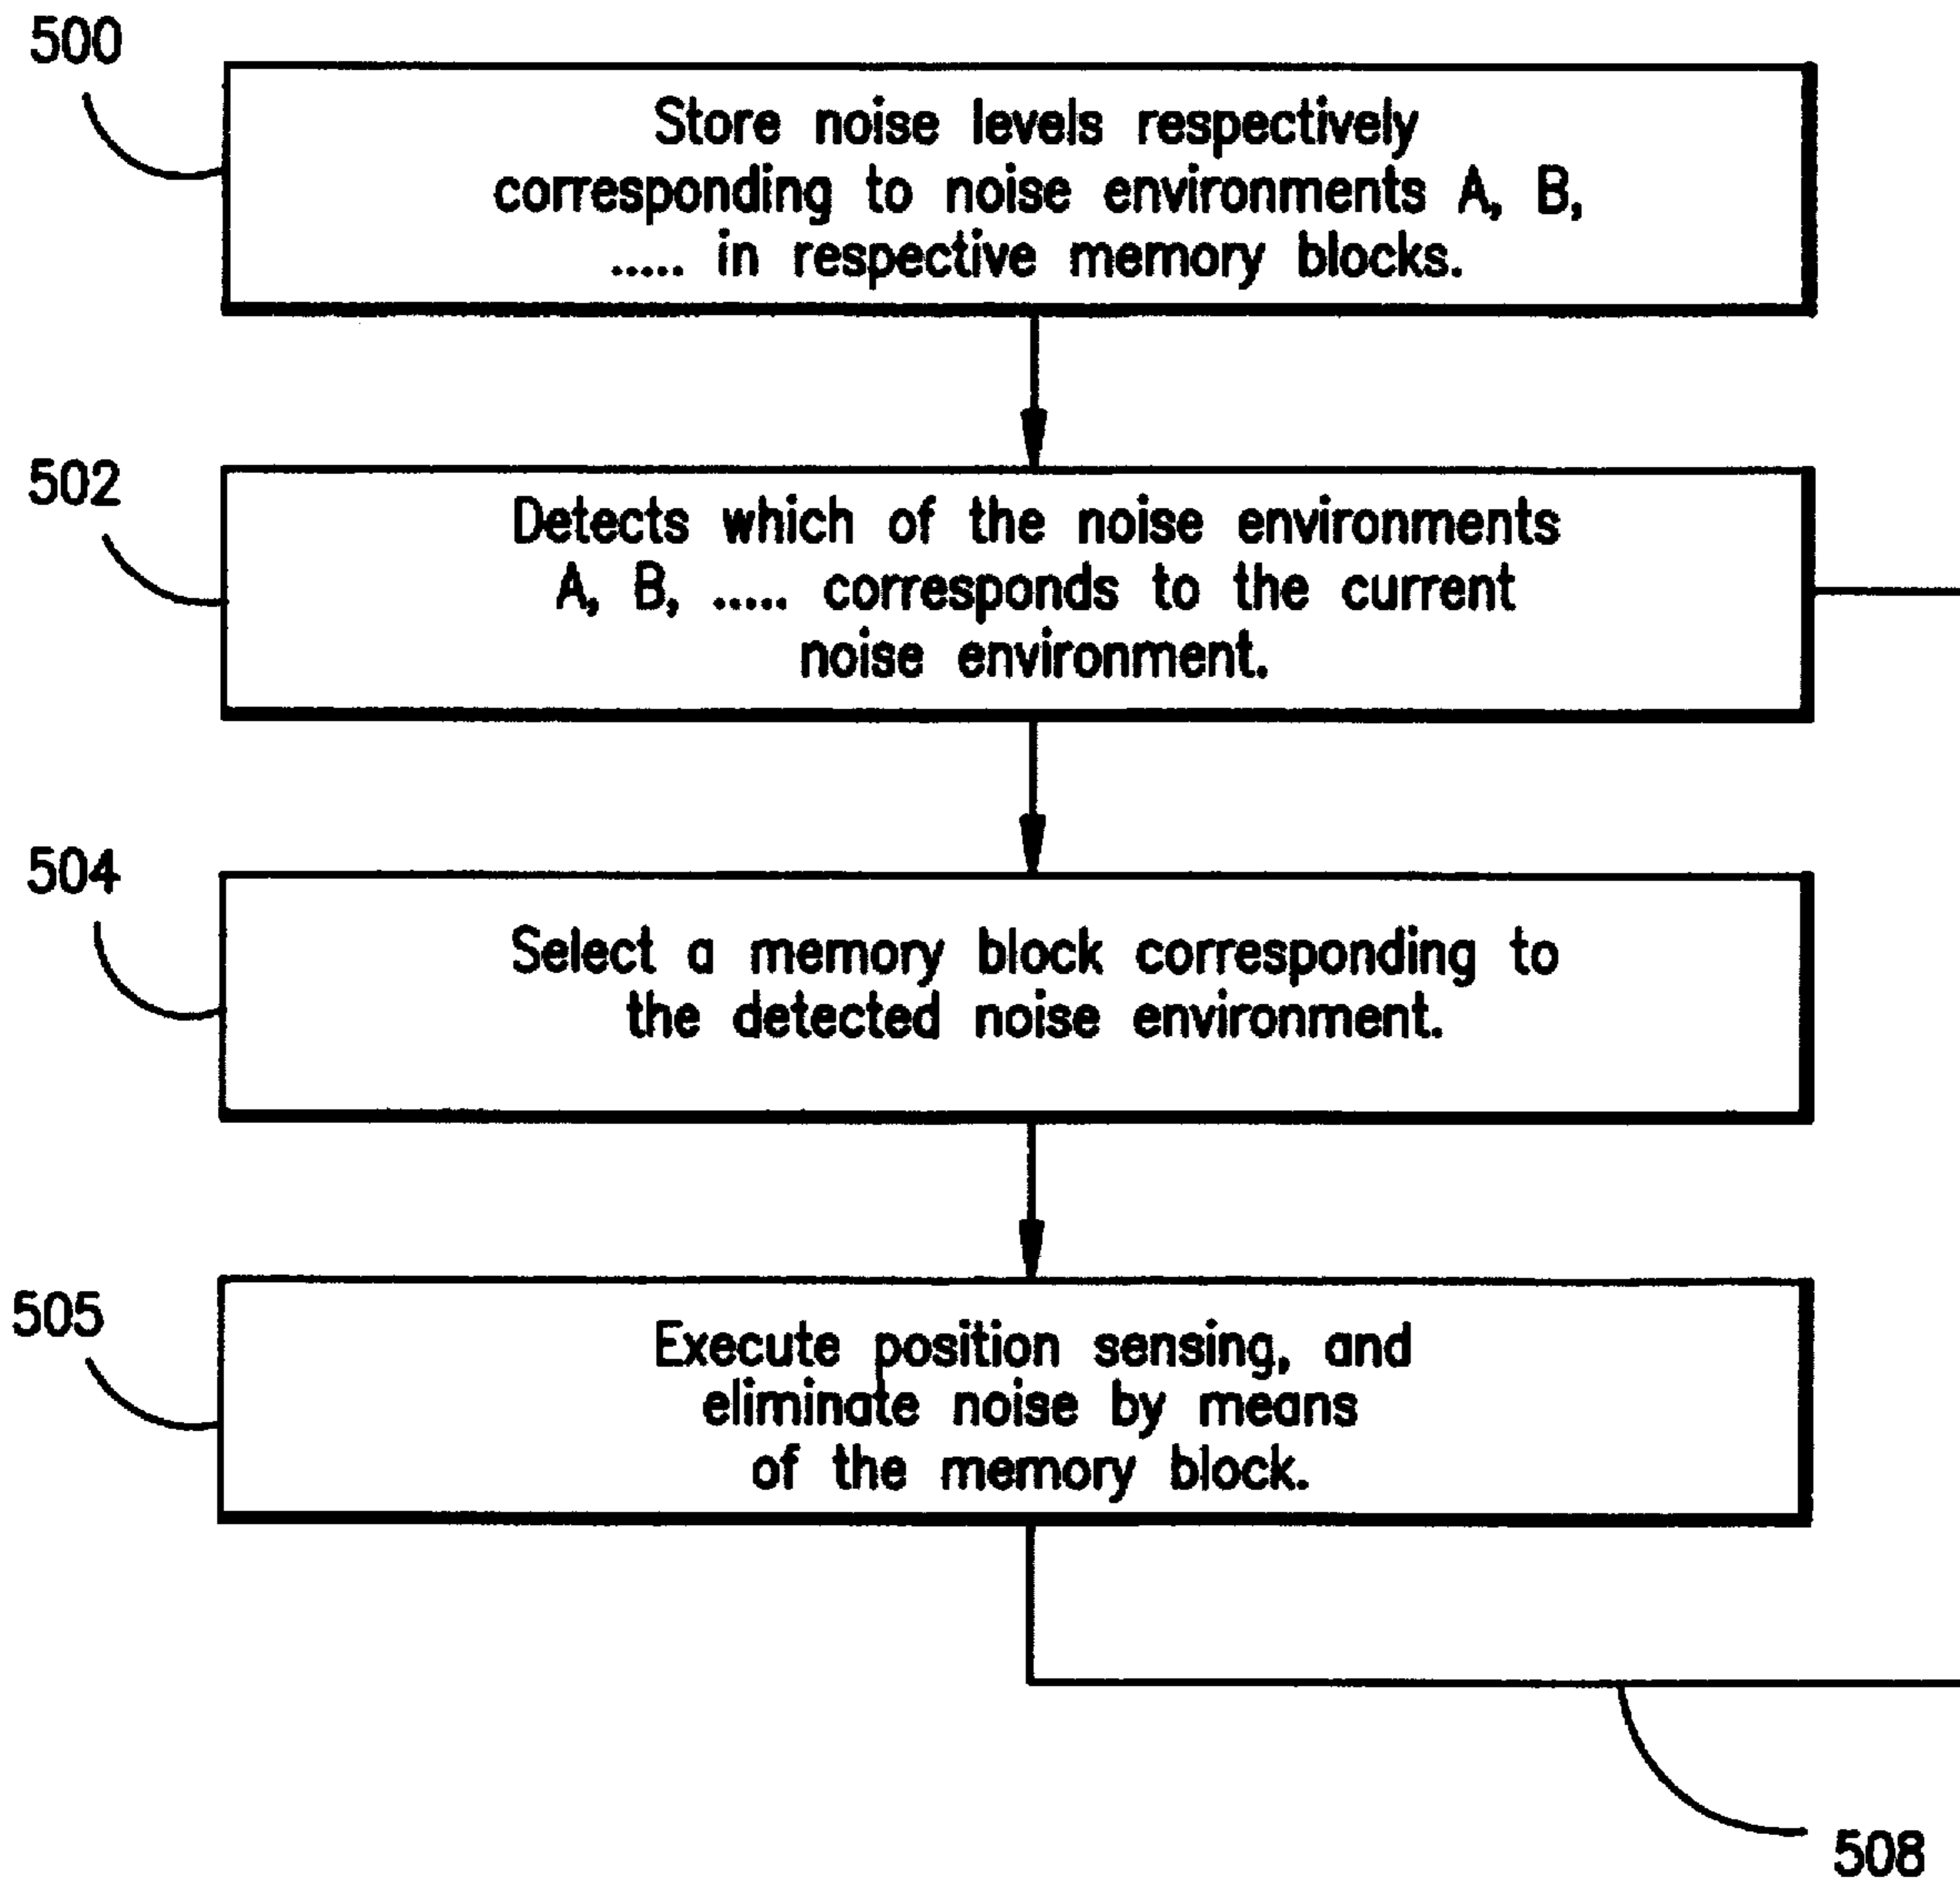 500
Store noise levels respectively
corresponding to noise environments A, B,
..... in respective memory blocks.
502
Detects which of the noise environments
A, B, ..... corresponds to the current
noise environment.
504
Select a memory block corresponding to
the detected noise environment.
505
Execute position sensing, and
eliminate noise by means
of the memory block.
508